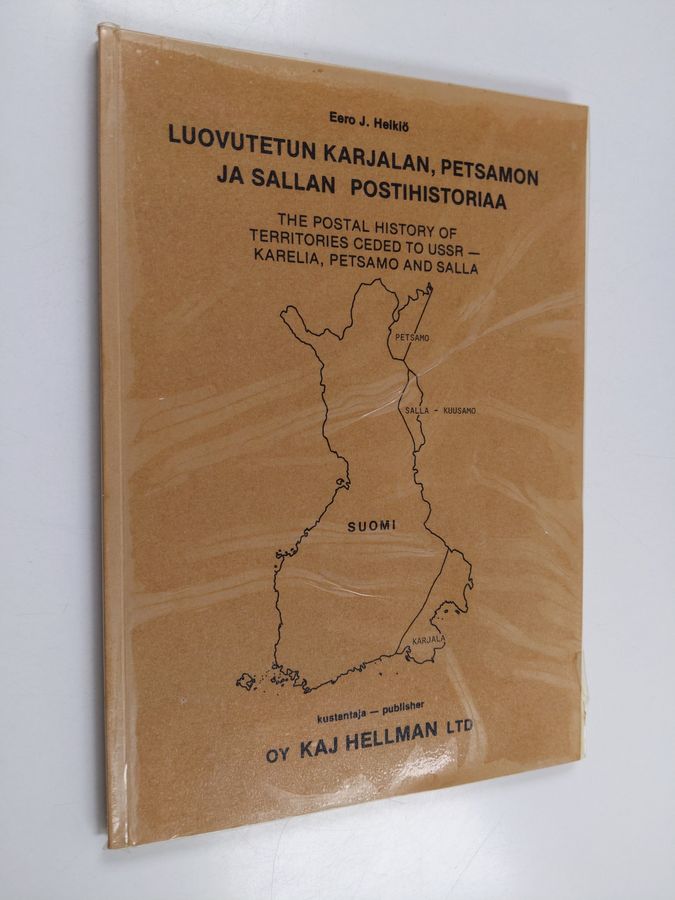 Eero J. Helkiö
LUOVUTETUN KARJALAN, PETSAMON
JA SALLAN POSTIHISTORIAA
THE POSTAL HISTORY OF
TERRITORIES CEDED TO USSR —
KARELIA, PETSAMO AND SALLA
PETSAMO
SALLA - KUUSAMO
SUOMI
KARJALA
kustantaja — publisher
OY KAJ HELLMAN LTD